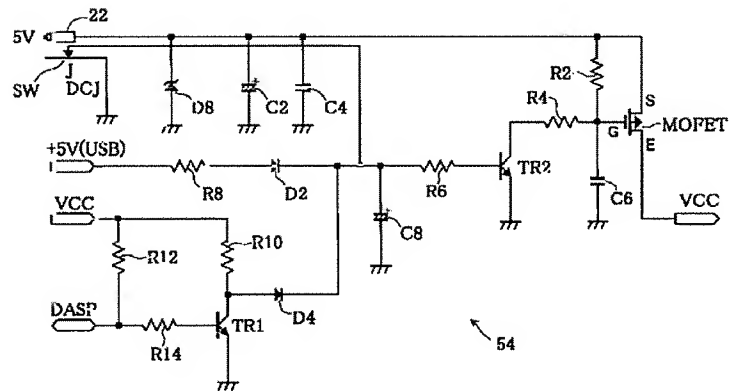 22
5V
SW
J
DCJ
D8
C2
C4
R2
R4
S
G
MOFET
E
+5V(USB)
R8
D2
R6
TR2
C6
VCC
C8
VCC
R12
R10
DASP
R14
TR1
D4
54